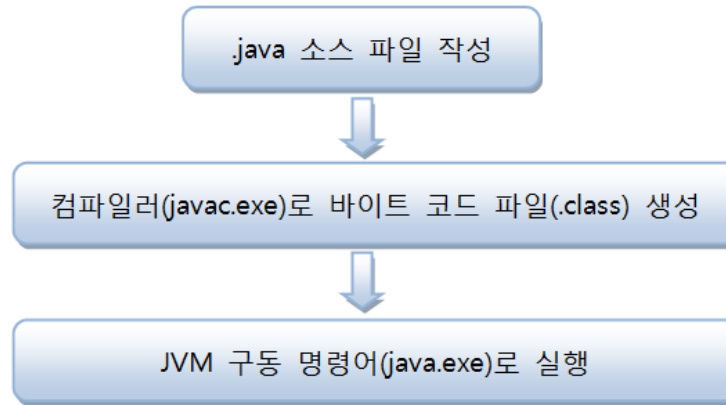 .java 소스 파일 작성
컴파일러(javac.exe)로 바이트 코드 파일(.class) 생성
JVM 구동 명령어(java.exe)로 실행